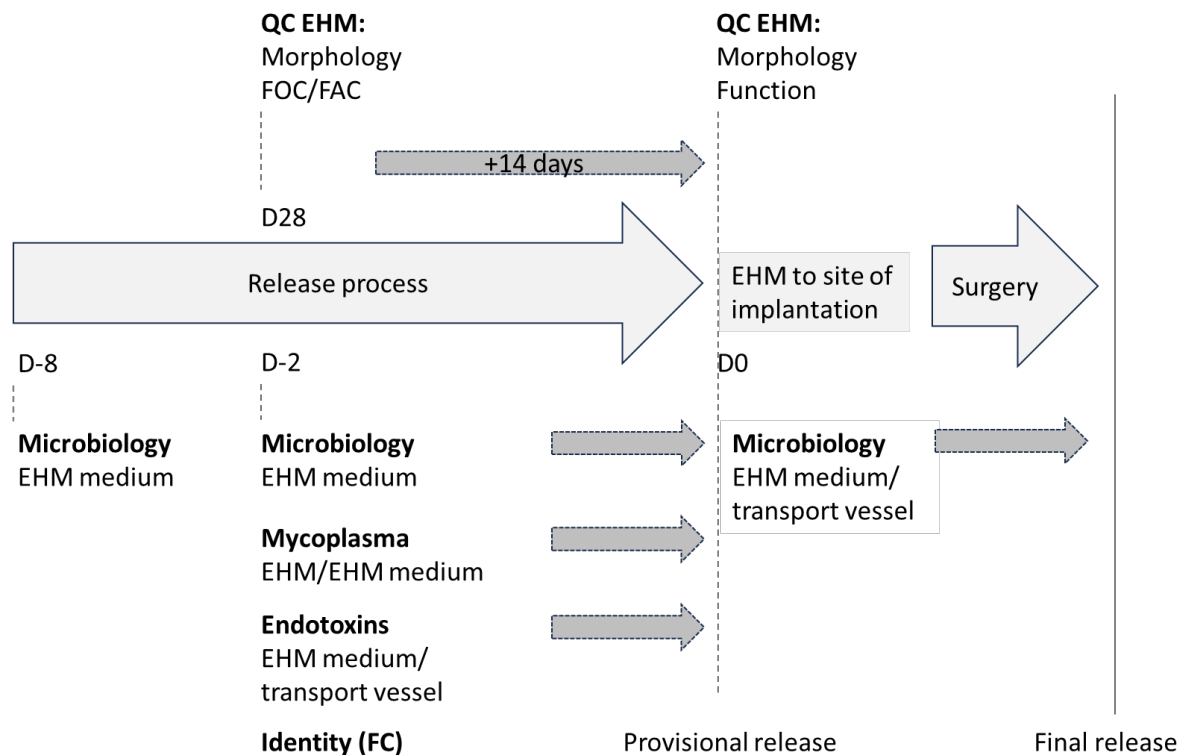 QC EHM:
Morphology
FOC/FAC
QC EHM:
Morphology
Function
+14 days
D28
Release process
EHM to site of
implantation
Surgery
D-8
D-2
D0
Microbiology
EHM medium
Microbiology
EHM medium
Microbiology
EHM medium/
transport vessel
Mycoplasma
EHM/EHM medium
Endotoxins
EHM medium/
transport vessel
Identity (FC)
Provisional release
Final release